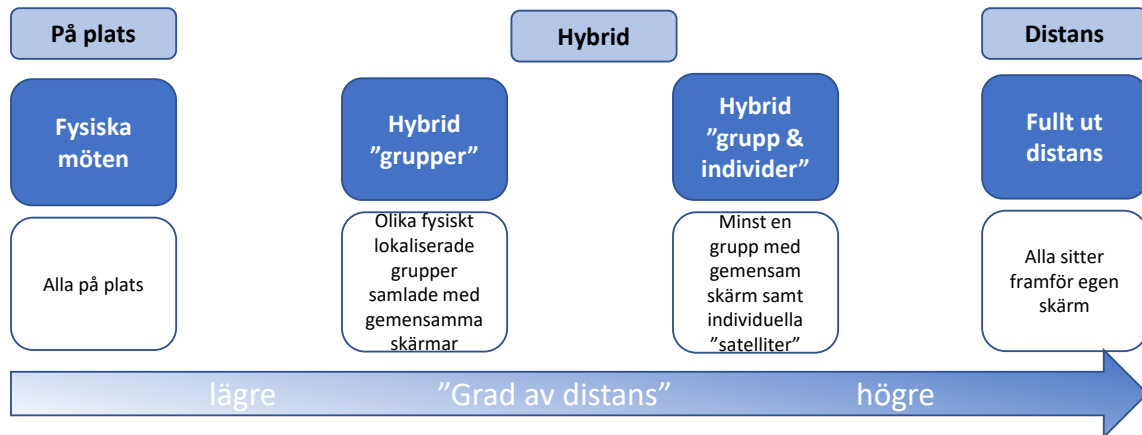 På plats
Hybrid
Distans
Fysiska
möten
Hybrid
”grupper”
Hybrid
”grupp &
individer”
Fullt ut
distans
Alla på plats
Olika fysiskt
lokaliserade
grupper
samlade med
gemensamma
skärmar
Minst en
grupp med
gemensam
skärm samt
individuella
”satelliter”
Alla sitter
framför egen
skärm
lägre ”Grad av distans” högre